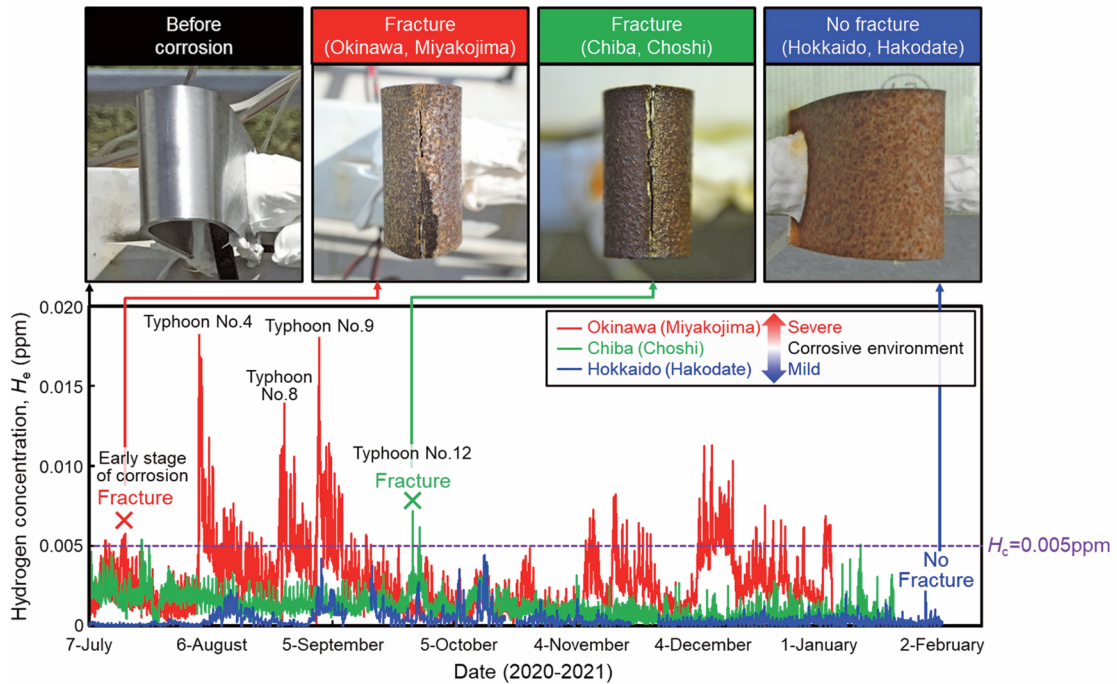 Before
corrosion
Fracture
(Okinawa, Miyakojima)
Fracture
(Chiba, Choshi)
No fracture
(Hokkaido, Hakodate)
Hydrogen concentration, He (ppm)
0.020
0.015
0.010
0.005
0
Typhoon No.4
Typhoon No.9
Typhoon
No.8
Typhoon No.12
Fracture
Early stage
of corrosion
Fracture
Okinawa (Miyakojima)
Chiba (Choshi)
Hokkaido (Hakodate)
Severe
Corrosive environment
Mild
Hc=0.005ppm
No
Fracture
7-July
6-August
5-September
5-October
4-November
4-December
1-January
2-February
Date (2020-2021)